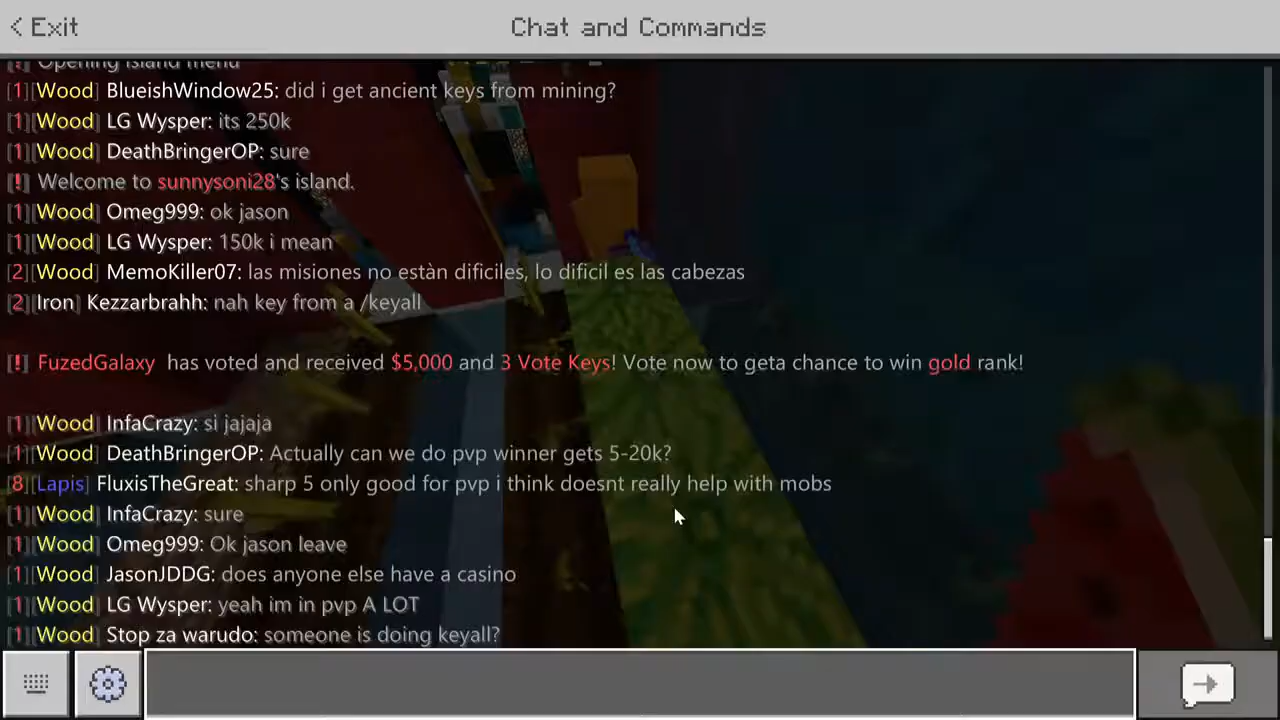 < Exit
Chat and Commands
[!] Opening island menu
[1][Wood] BlueishWindow25: did i get ancient keys from mining?
[1][Wood] LG Wysper: its 250k
[1][Wood] DeathBringerOP: sure
[!] Welcome to sunnysoni28's island.
[1][Wood] Omeg999: ok jason
[1][Wood] LG Wysper: 150k i mean
[2][Wood] MemoKiller07: las misiones no estàn dificiles, lo dificil es las cabezas
[2][Iron] Kezzarbrahh: nah key from a /keyall
[!] FuzedGalaxy has voted and received $5,000 and 3 Vote Keys! Vote now to geta chance to win gold rank!
[1][Wood] InfaCrazy: si jajaja
[1][Wood] DeathBringerOP: Actually can we do pvp winner gets 5-20k?
[8][Lapis] FluxisTheGreat: sharp 5 only good for pvp i think doesnt really help with mobs
[1][Wood] InfaCrazy: sure
[1][Wood] Omeg999: Ok jason leave
[1][Wood] JasonJDDG: does anyone else have a casino
[1][Wood] LG Wysper: yeah im in pvp A LOT
[1][Wood] Stop za warudo: someone is doing keyall?